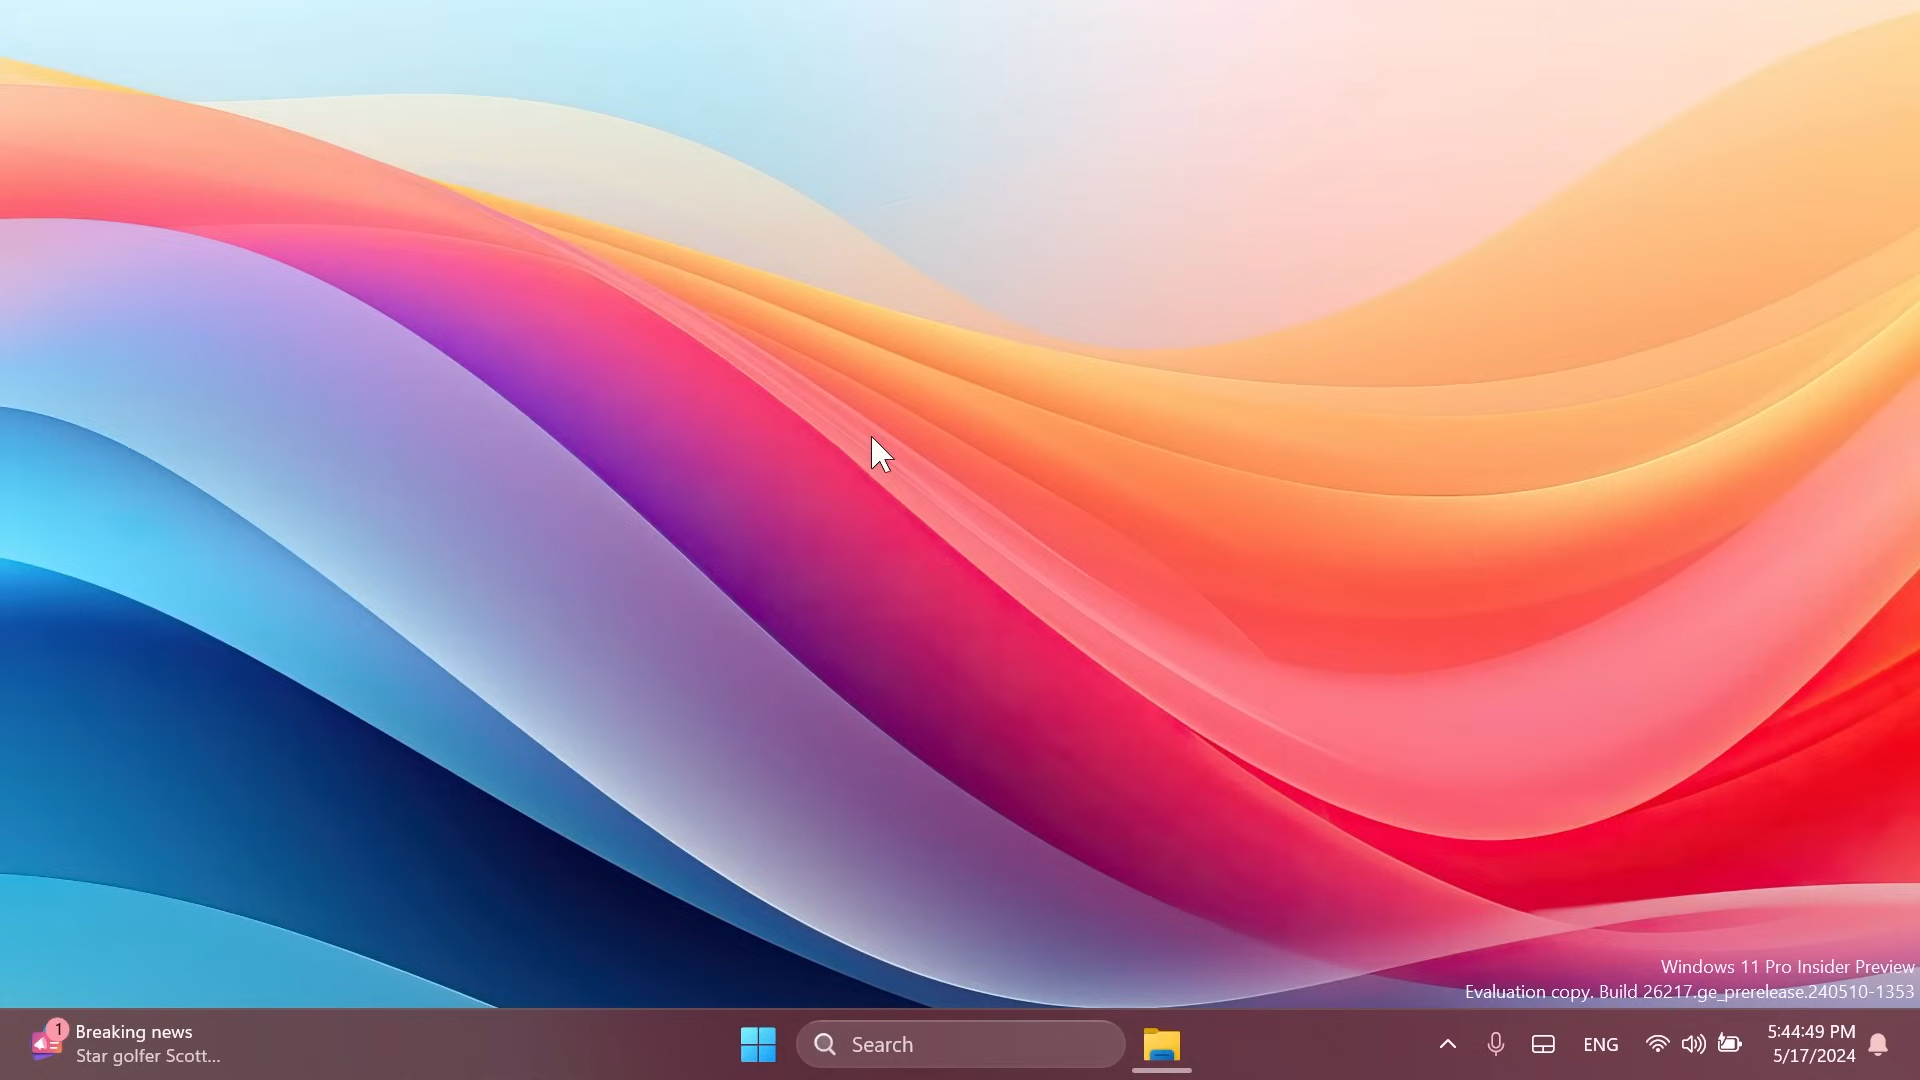 Windows 11 Pro Insider Preview
Evaluation copy. Build 26217.ge_prerelease.240510-1353
1
Breaking news
Star golfer Scott...
Search
ENG
5:44:49 PM
5/17/2024